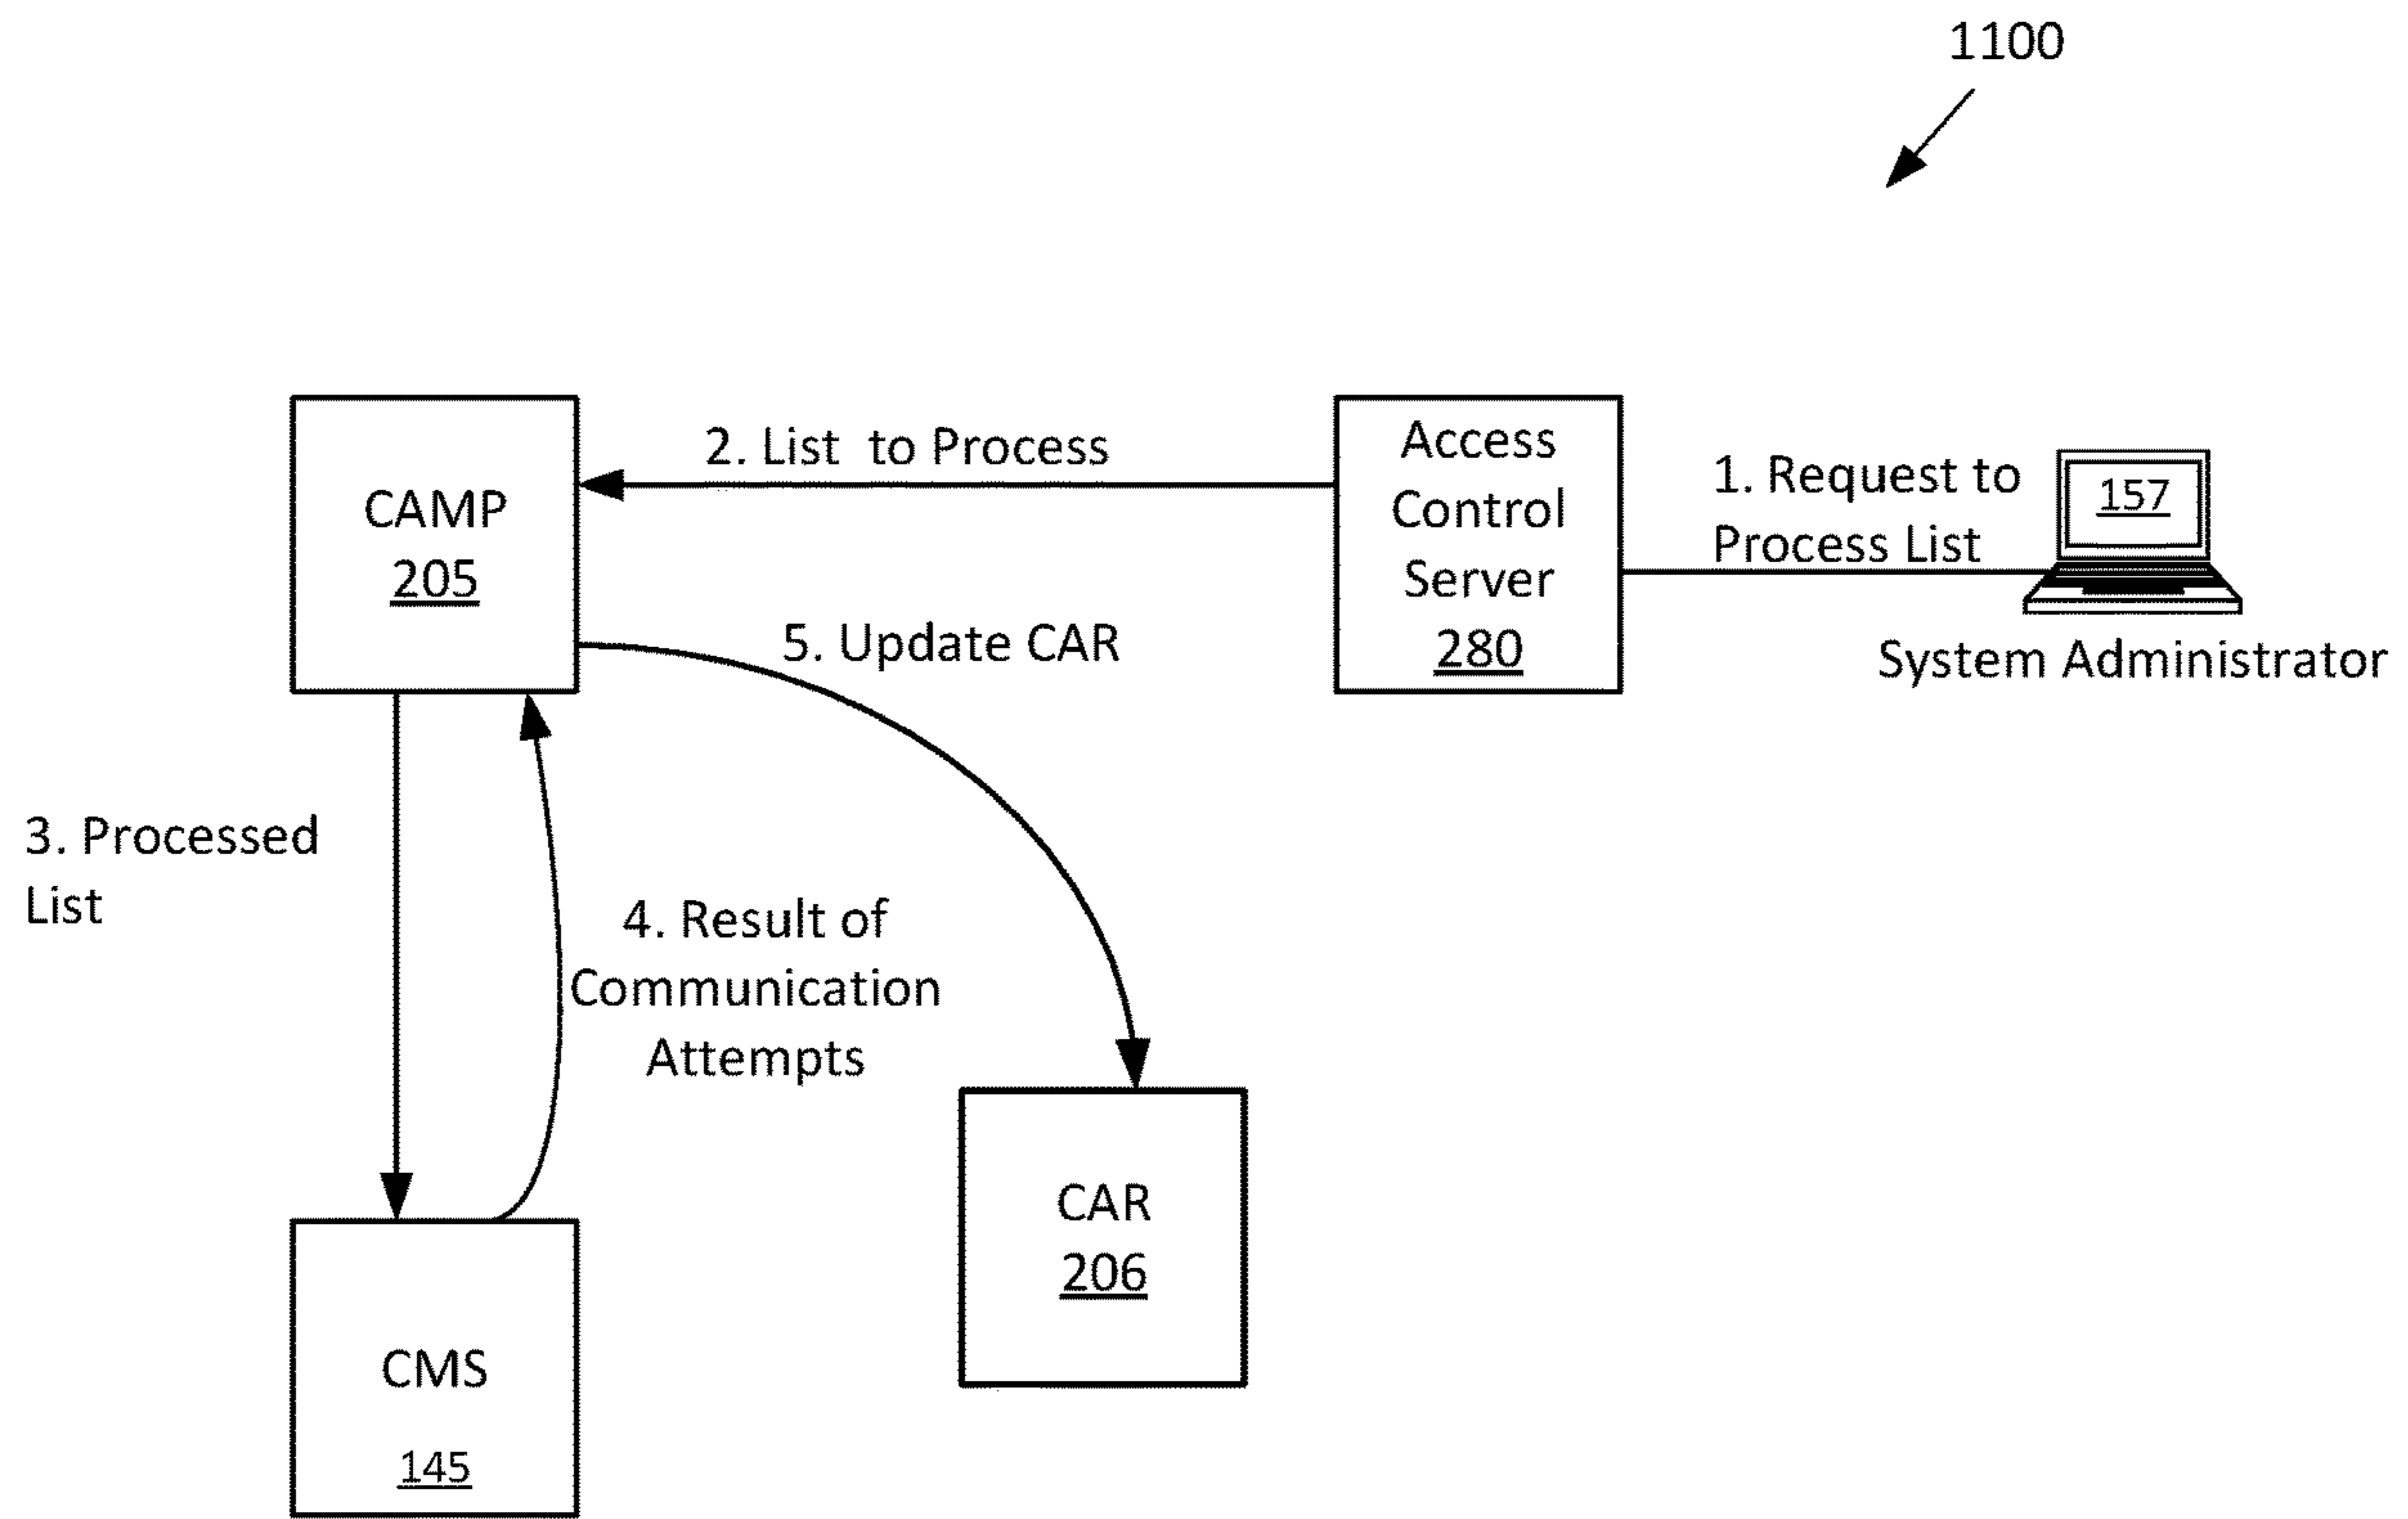 1100
CAMP
205
2. List to Process
Access
Control
Server
280
1. Request to
Process List
157
System Administrator
5. Update CAR
3. Processed
List
4. Result of
Communication
Attempts
CAR
206
CMS
145